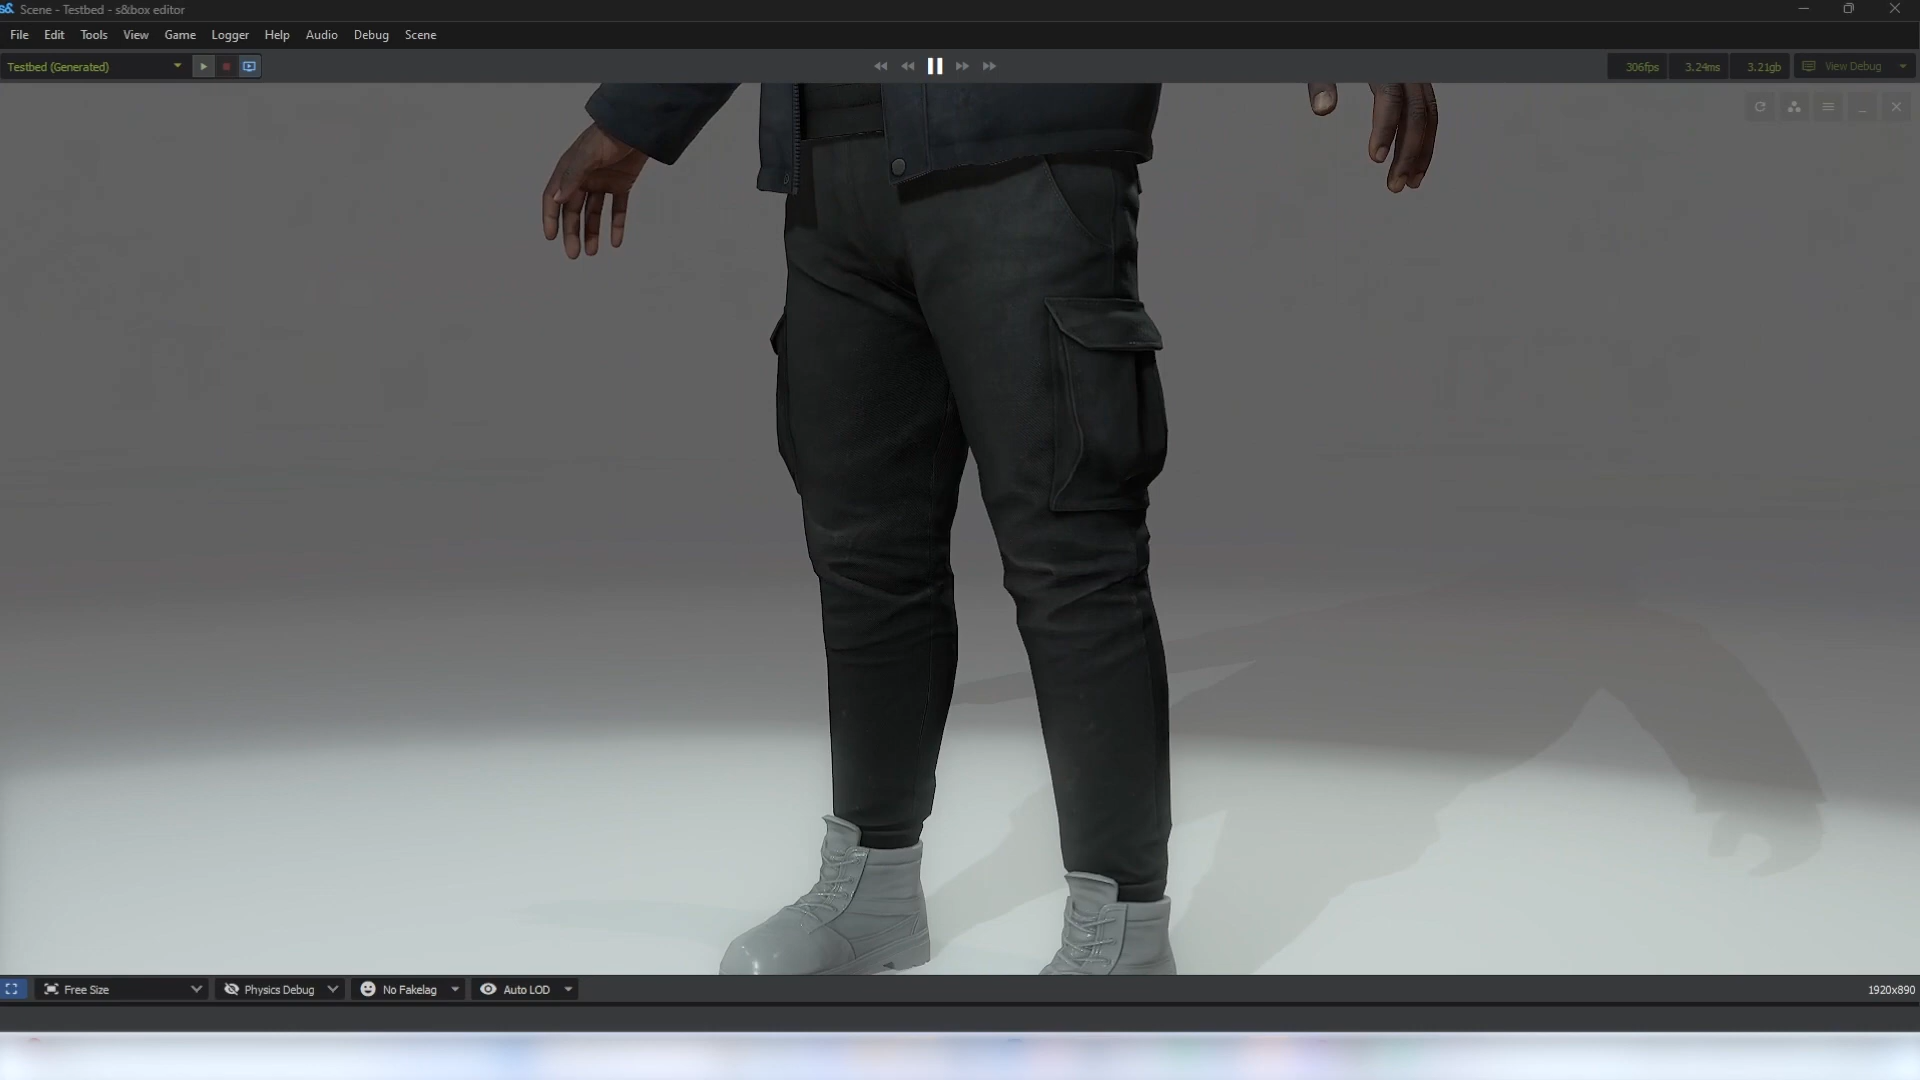 s& Scene - Testbed - s&box editor
File Edit Tools View Game Logger Help Audio Debug Scene
Testbed (Generated) 306fps 3.24ms 3.21gb View Debug
Free Size Physics Debug No Fakelag Auto LOD 1920x890